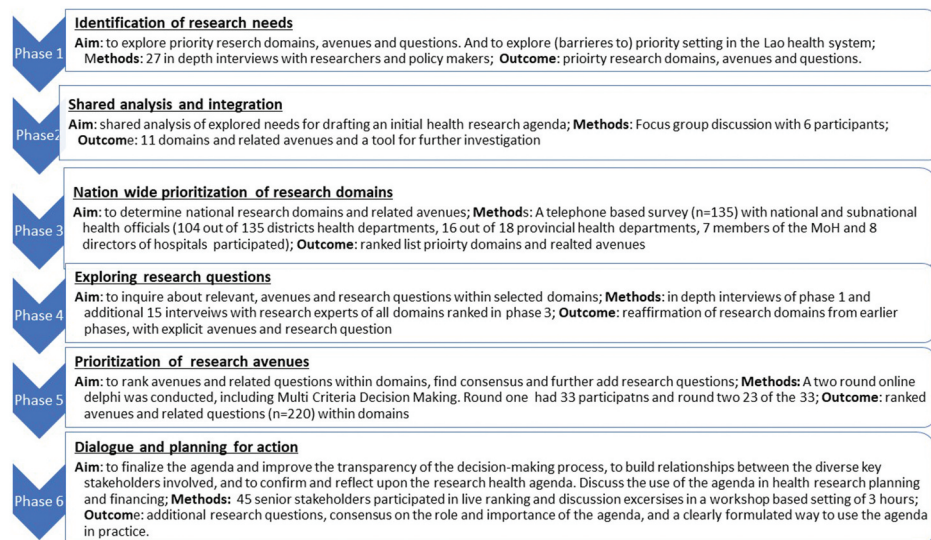 Identification of research needs
Phase 1
Aim: to explore priority reserch domains, avenues and questions. And to explore (barrieres to) priority setting in the Lao health system;
Methods: 27 in depth interviews with researchers and policy makers; Outcome: prioirty research domains, avenues and questions.
Shared analysis and integration
Phase2
Aim: shared analysis of explored needs for drafting an initial health research agenda; Methods: Focus group discussion with 6 participants;
Outcome: 11 domains and related avenues and a tool for further investigation
Nation wide prioritization of research domains
Phase 3
Aim: to determine national research domains and related avenues; Methods: A telephone based survey (n=135) with national and subnational
health officials (104 out of 135 districts health departments, 16 out of 18 provincial health departments, 7 members of the MoH and 8
directors of hospitals participated); Outcome: ranked list prioirty domains and realted avenues
Exploring research questions
Phase 4
Aim: to inquire about relevant, avenues and research questions within selected domains; Methods: in depth interviews of phase 1 and
additional 15 interveiws with research experts of all domains ranked in phase 3; Outcome: reaffirmation of research domains from earlier
phases, with explicit avenues and research question
Prioritization of research avenues
Phase 5
Aim: to rank avenues and related questions within domains, find consensus and further add research questions; Methods: A two round online
delphi was conducted, including Multi Criteria Decision Making. Round one had 33 participatns and round two 23 of the 33; Outcome: ranked
avenues and related questions (n=220) within domains
Dialogue and planning for action
Phase 6
Aim: to finalize the agenda and improve the transparency of the decision-making process, to build relationships between the diverse key
stakeholders involved, and to confirm and reflect upon the research health agenda. Discuss the use of the agenda in health research planning
and financing; Methods: 45 senior stakeholders participated in live ranking and discussion excersises in a workshop based setting of 3 hours;
Outcome: additional research questions, consensus on the role and importance of the agenda, and a clearly formulated way to use the agenda
in practice.